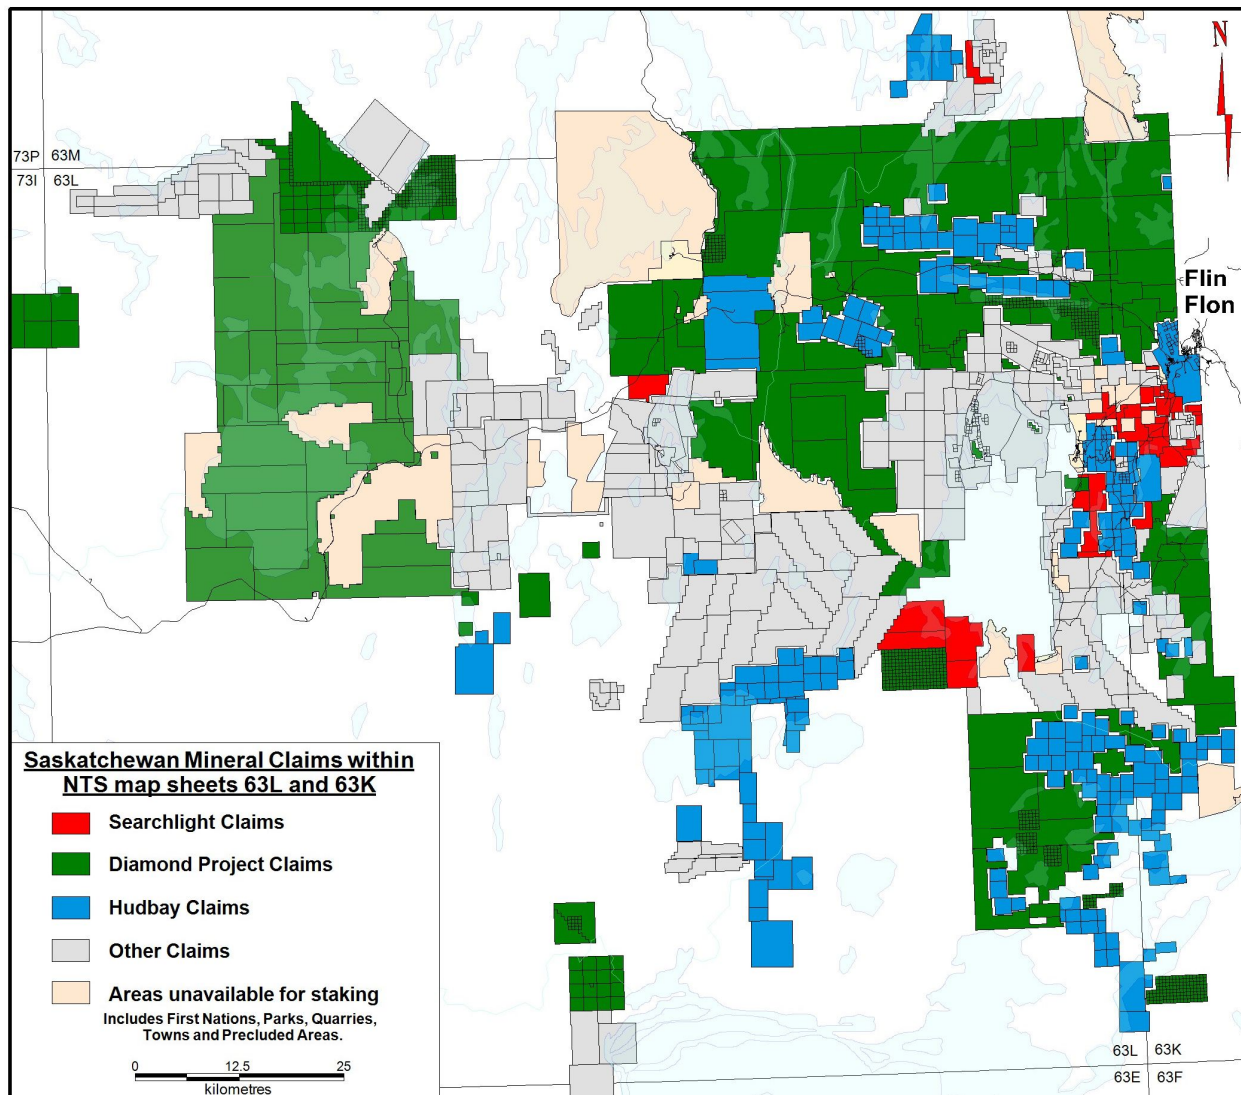 N
73P 63M
73I 63L
Flin
Flon
Saskatchewan Mineral Claims within
NTS map sheets 63L and 63K
Searchlight Claims
Diamond Project Claims
Hudbay Claims
Other Claims
Areas unavailable for staking
Includes First Nations, Parks, Quarries,
Towns and Precluded Areas.
0 12.5 25
kilometres
63L 63K
63E 63F